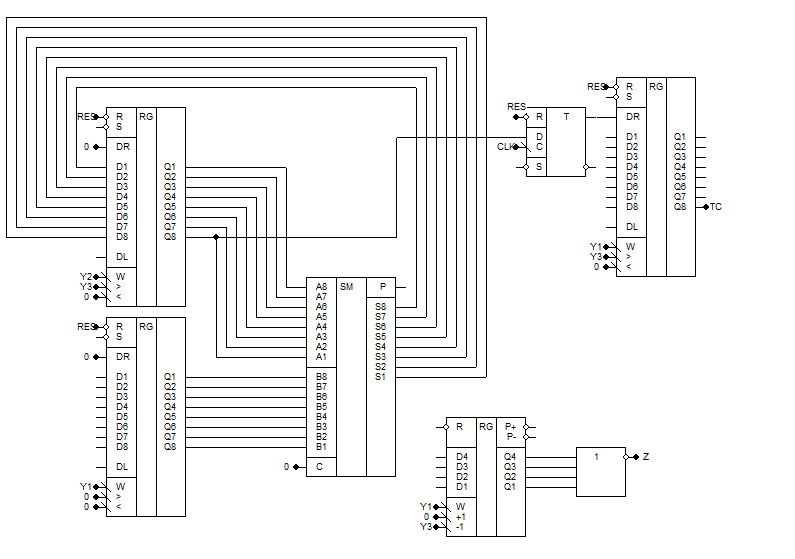 RES R RG
S
0 DR
D1 Q1
D2 Q2
D3 Q3
D4 Q4
D5 Q5
D6 Q6
D7 Q7
D8 Q8
DL
Y2 W
Y3 >
0 <
RES R RG
S
0 DR
D1 Q1
D2 Q2
D3 Q3
D4 Q4
D5 Q5
D6 Q6
D7 Q7
D8 Q8
DL
Y1 W
0 >
0 <
A8 SM P
A7
A6 S8
A5 S7
A4 S6
A3 S5
A2 S4
A1 S3
S2
B8 S1
B7
B6
B5
B4
B3
B2
B1
0 C
RES
R T
D
CLK C
S
RES R RG
S
DR
D1 Q1
D2 Q2
D3 Q3
D4 Q4
D5 Q5
D6 Q6
D7 Q7
D8 Q8 TC
DL
Y1 W
Y3 >
0 <
R RG P+
P-
D4 Q4
D3 Q3
D2 Q2
D1 Q1
Y1 W
0 +1
Y3 -1
1 Z